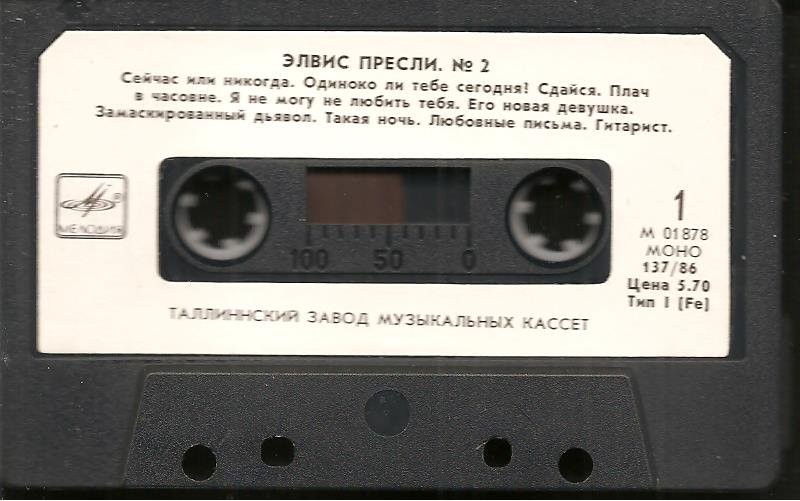 ЭЛВИС ПРЕСЛИ. № 2
Сейчас или никогда. Одиноко ли тебе сегодня? Сдайся. Плач
в часовне. Я не могу не любить тебя. Его новая девушка.
Замаскированный дьявол. Такая ночь. Любовные письма. Гитарист.
МЕЛОДИЯ
®
1
М 01878
МОНО
137/86
Цена 5.70
Тип I (Fe)
100 50 0
ТАЛЛИННСКИЙ ЗАВОД МУЗЫКАЛЬНЫХ КАССЕТ